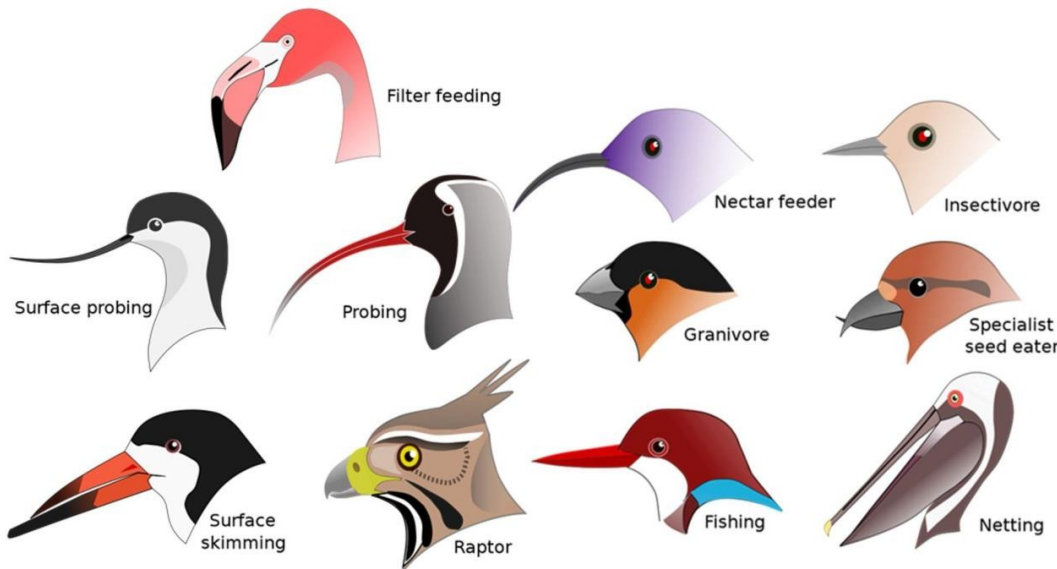 Filter feeding
Nectar feeder
Insectivore
Surface probing
Probing
Granivore
Specialist
seed eater
Surface
skimming
Raptor
Fishing
Netting